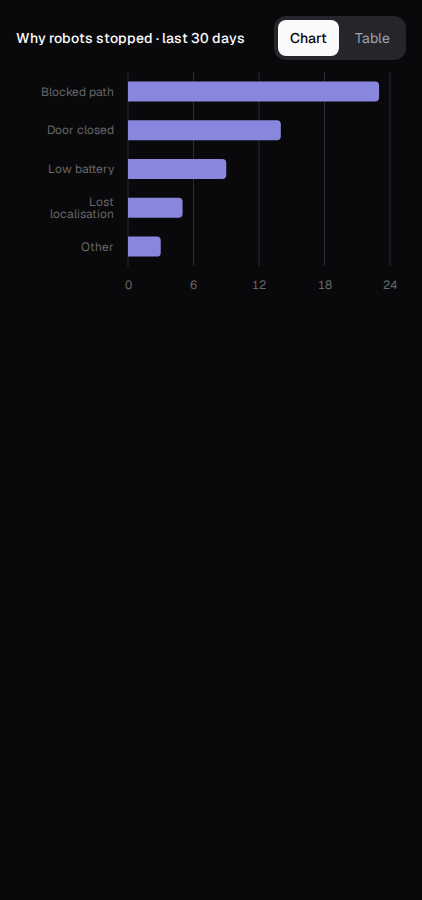 Why robots stopped · last 30 days
Chart
Table
Blocked path
Door closed
Low battery
Lost
localisation
Other
0 6 12 18 24